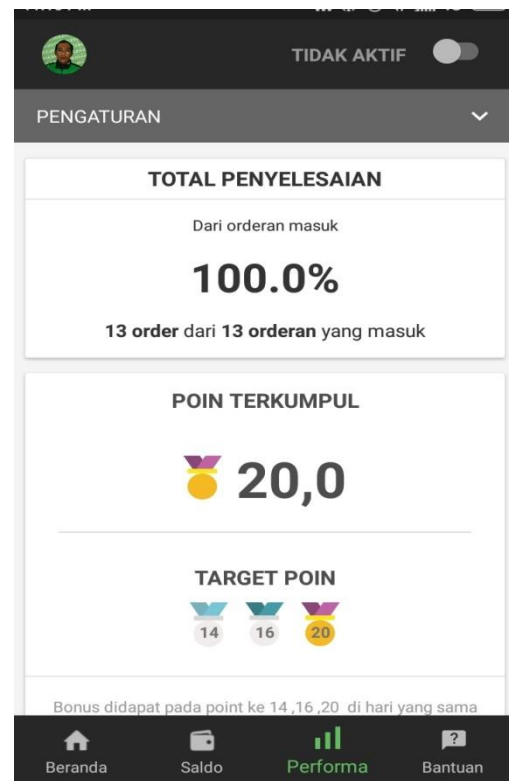 TIDAK AKTIF
PENGATURAN
TOTAL PENYELESAIAN
Dari orderan masuk
100.0%
13 order dari 13 orderan yang masuk
POIN TERKUMPUL
20,0
TARGET POIN
14 16 20
Bonus didapat pada point ke 14 ,16 ,20 di hari yang sama
Beranda Saldo Performa Bantuan